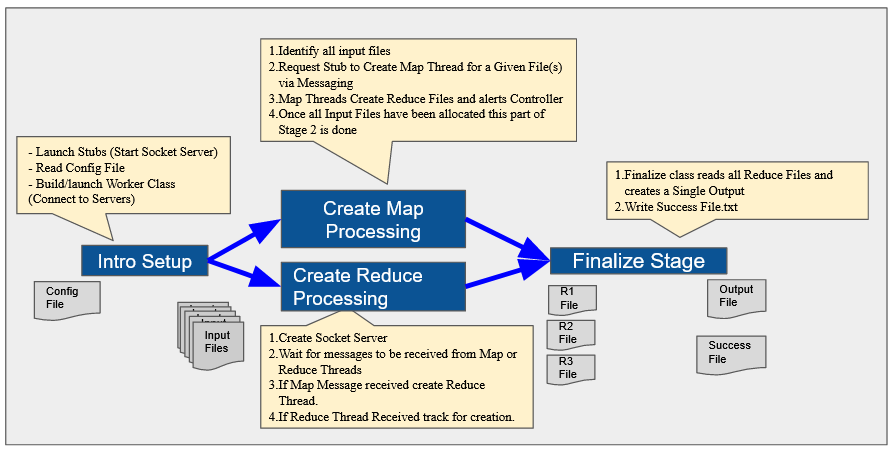 1.Identify all input files
2.Request Stub to Create Map Thread for a Given File(s)
via Messaging
3.Map Threads Create Reduce Files and alerts Controller
4.Once all Input Files have been allocated this part of
Stage 2 is done
- Launch Stubs (Start Socket Server)
- Read Config File
- Build/launch Worker Class
(Connect to Servers)
1.Finalize class reads all Reduce Files and
creates a Single Output
2.Write Success File.txt
Create Map
Processing
Intro Setup
Finalize Stage
Create Reduce
Processing
Config
File
Input
Files
R1
File
R2
File
R3
File
Output
File
Success
File
1.Create Socket Server
2.Wait for messages to be received from Map or
Reduce Threads
3.If Map Message received create Reduce
Thread.
4.If Reduce Thread Received track for creation.